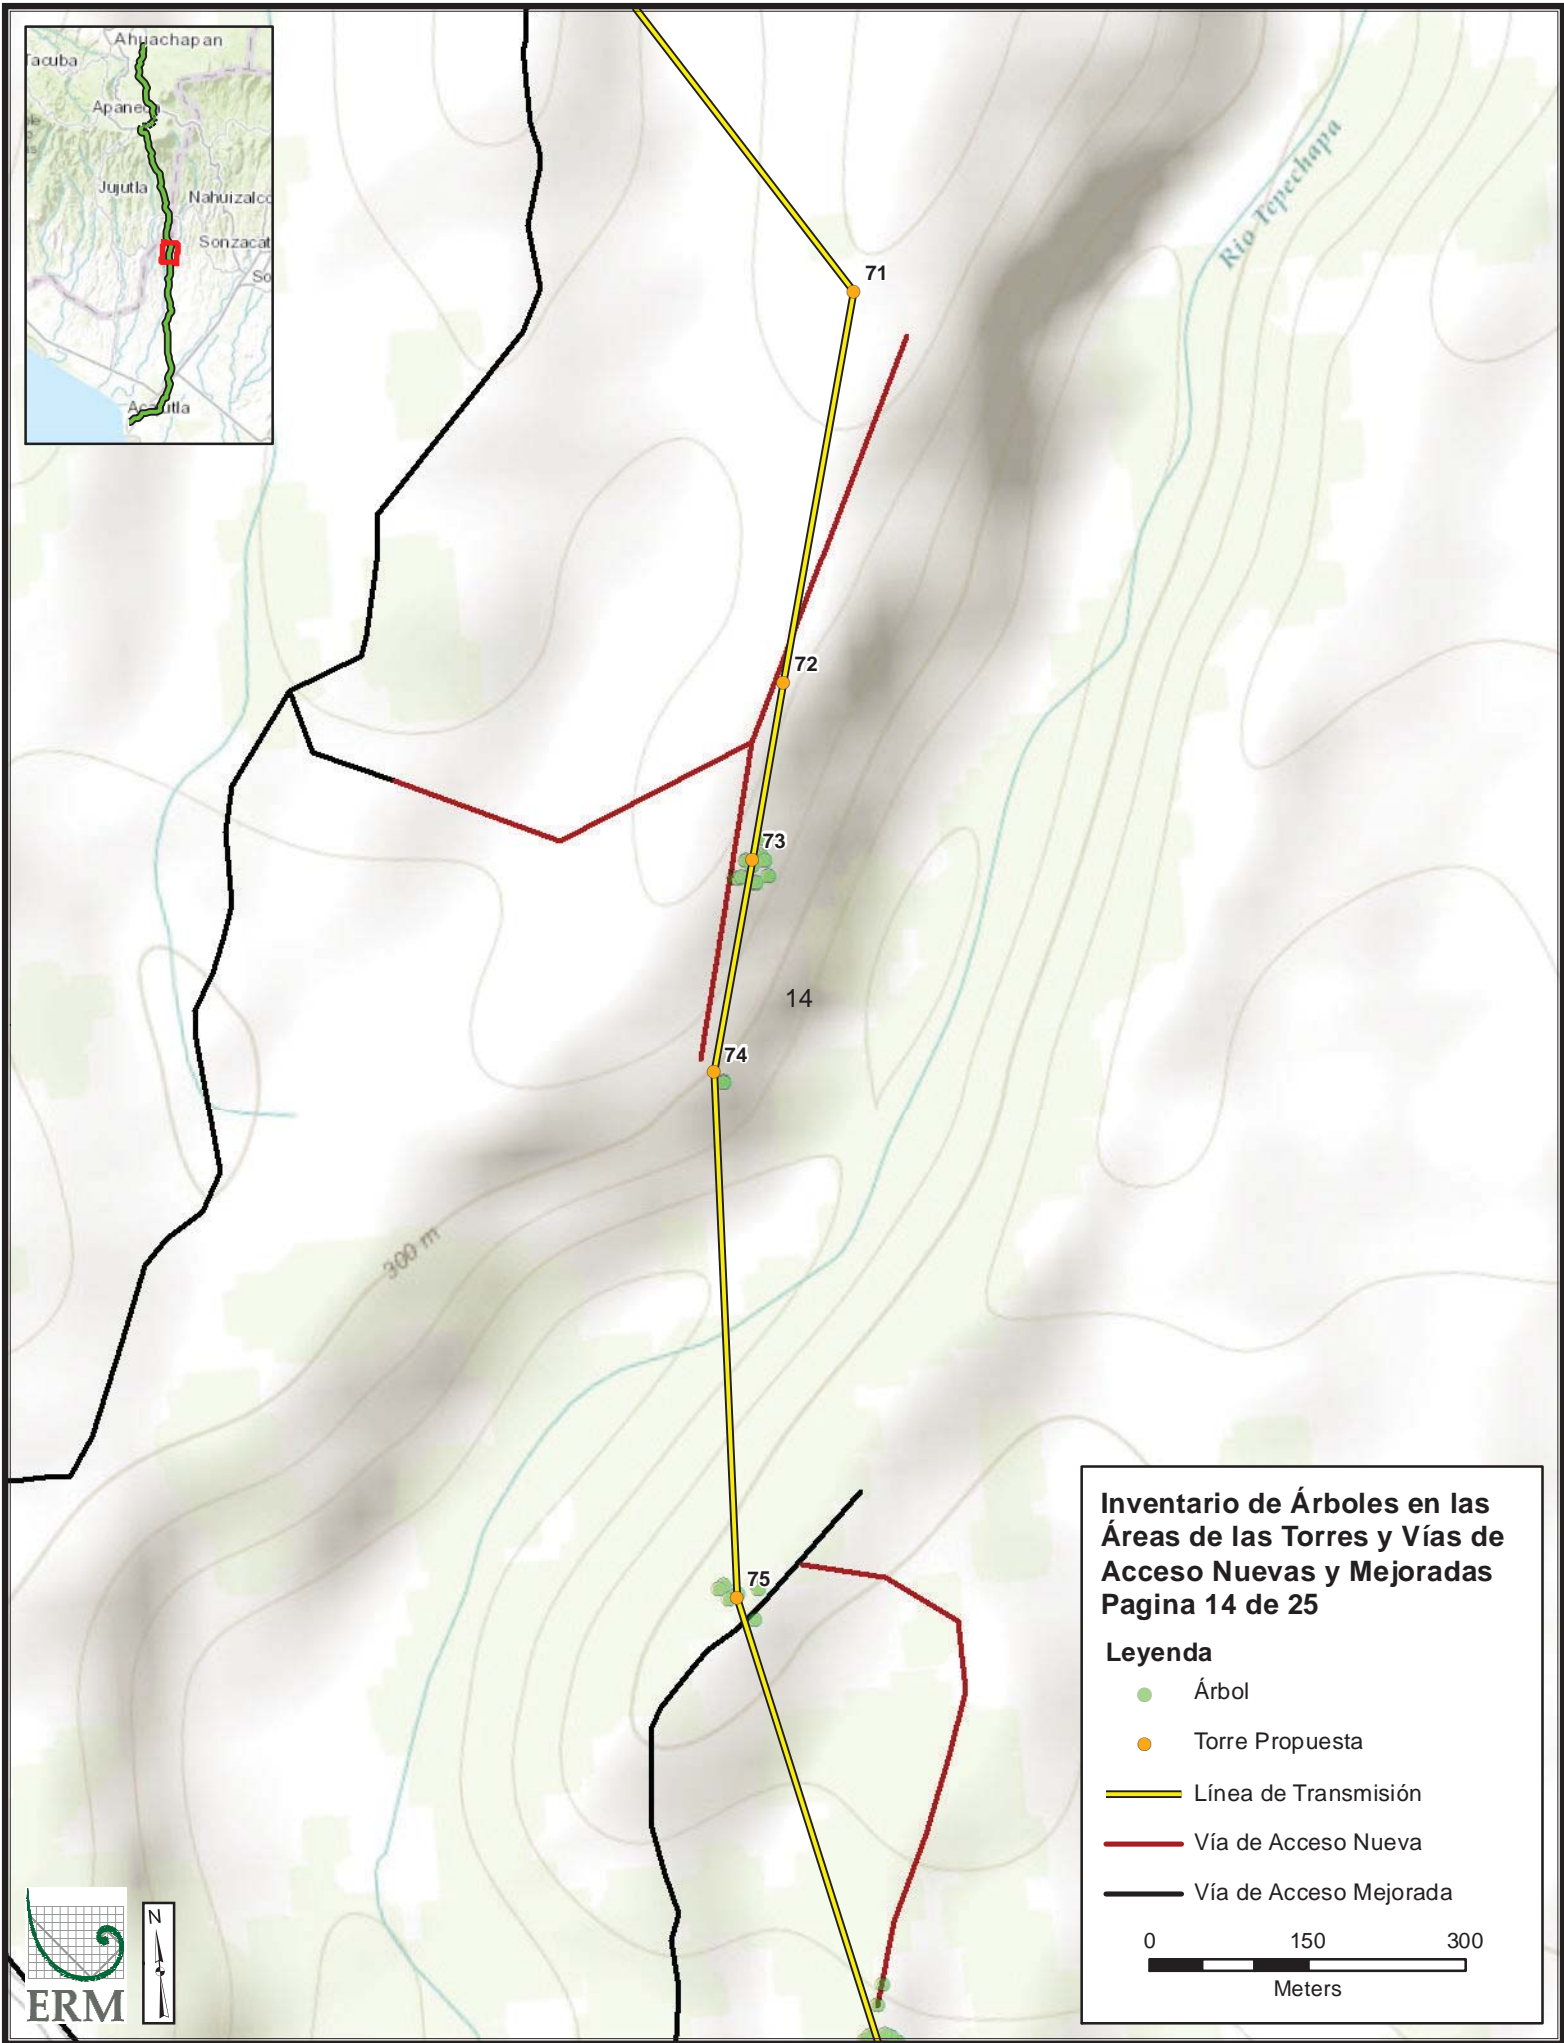 Ahuachapan
Tacuba
Apaneca
Jujutla
Nahuizalco
Sonzacat
So
Acajutla
Río Tepechapa
71
72
73
14
74
300 m
75
Inventario de Árboles en las
Áreas de las Torres y Vías de
Acceso Nuevas y Mejoradas
Pagina 14 de 25
Leyenda
Árbol
Torre Propuesta
Línea de Transmisión
Vía de Acceso Nueva
Vía de Acceso Mejorada
0 150 300
Meters
N
ERM